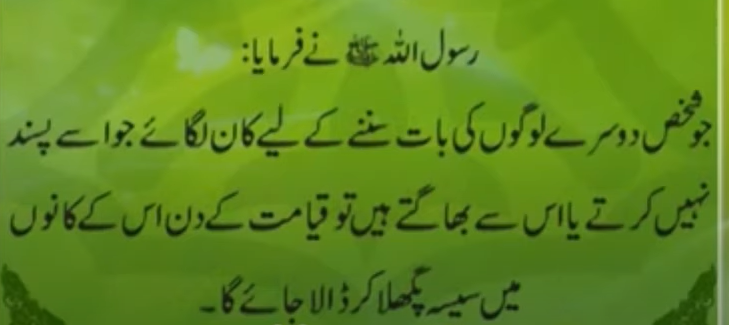 رسول اللہ ﷺ نے فرمایا:
جو شخص دوسرے لوگوں کی بات سننے کے لیے کان لگائے جو اسے پسند
نہیں کرتے یا اس سے بھاگتے ہیں تو قیامت کے دن اس کے کانوں
میں سیسہ پگھلا کر ڈالا جائے گا۔